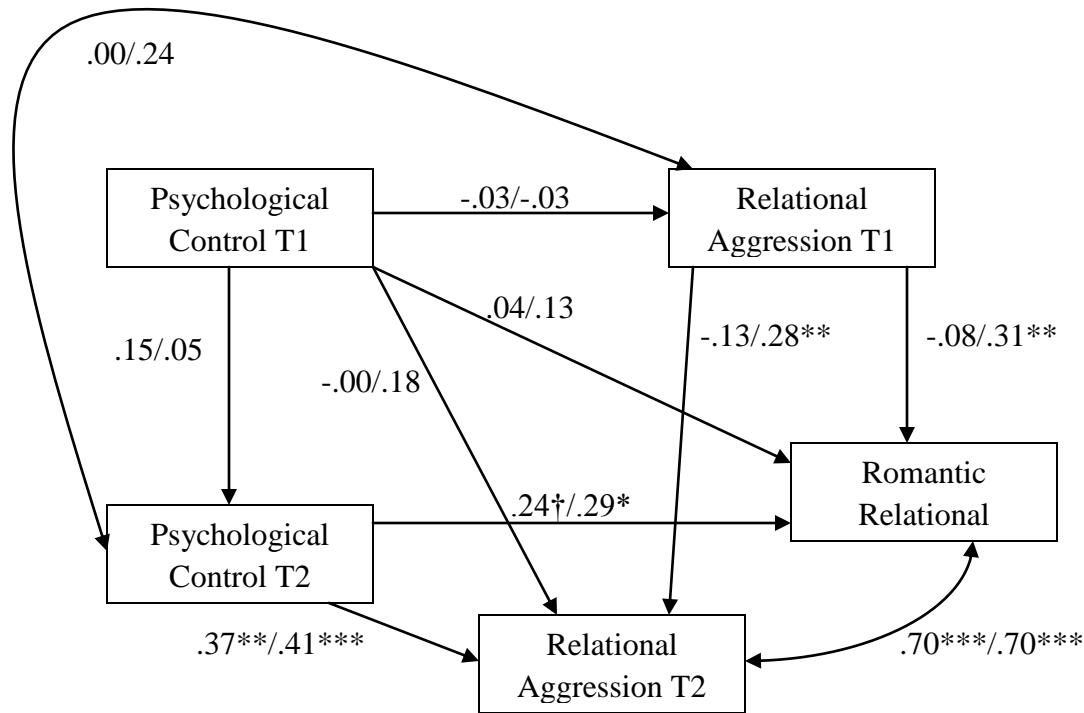 .00/.24
Psychological
Control T1
-.03/-.03
Relational
Aggression T1
.04/.13
-.13/.28**
-.08/.31**
.15/.05
-.00/.18
Romantic
Relational
.24†/.29*
Psychological
Control T2
.37**/.41***
Relational
Aggression T2
.70***/.70***